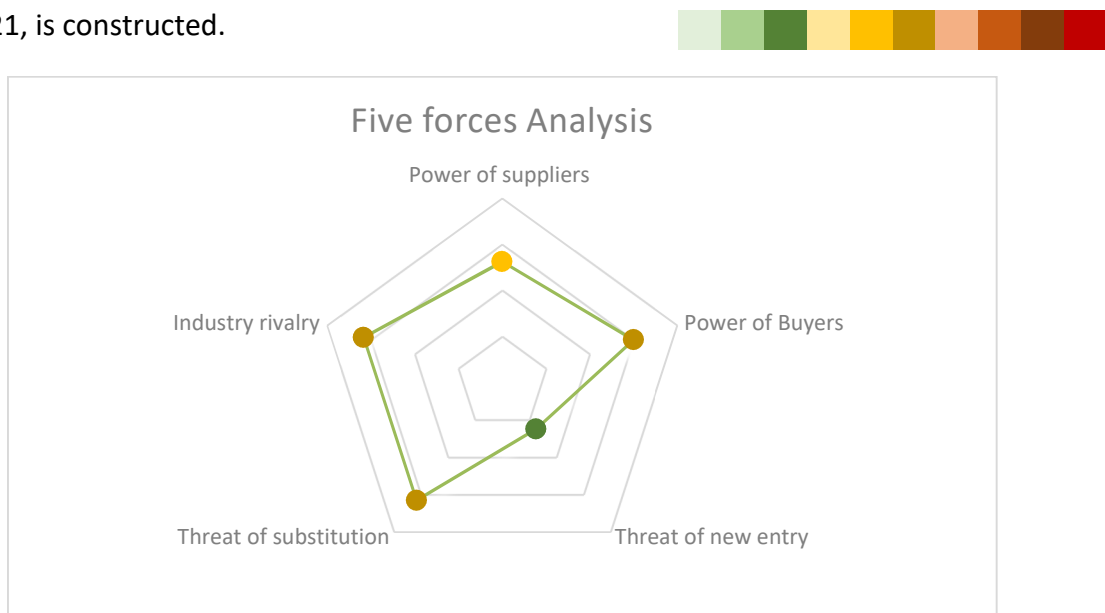 21, is constructed.
Five forces Analysis
Power of suppliers
Industry rivalry
Power of Buyers
Threat of substitution
Threat of new entry